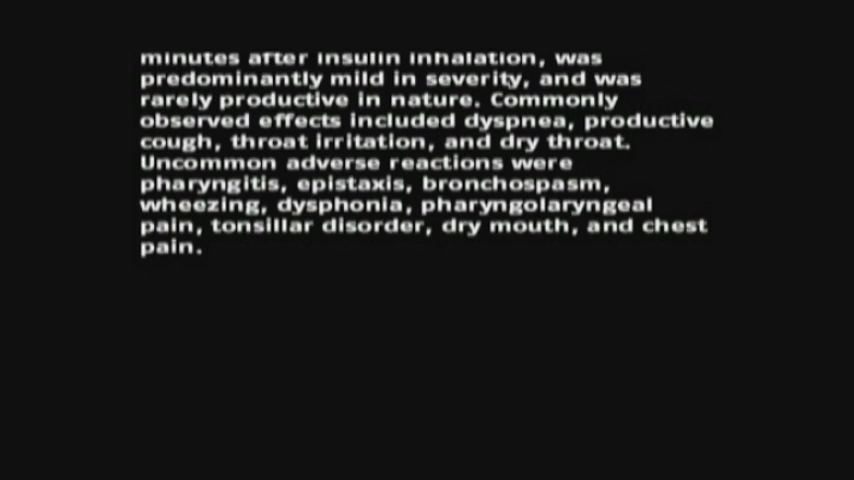 minutes after insulin inhalation, was
predominantly mild in severity, and was
rarely productive in nature. Commonly
observed effects included dyspnea, productive
cough, throat irritation, and dry throat.
Uncommon adverse reactions were
pharyngitis, epistaxis, bronchospasm,
wheezing, dysphonia, pharyngolaryngeal
pain, tonsillar disorder, dry mouth, and chest
pain.